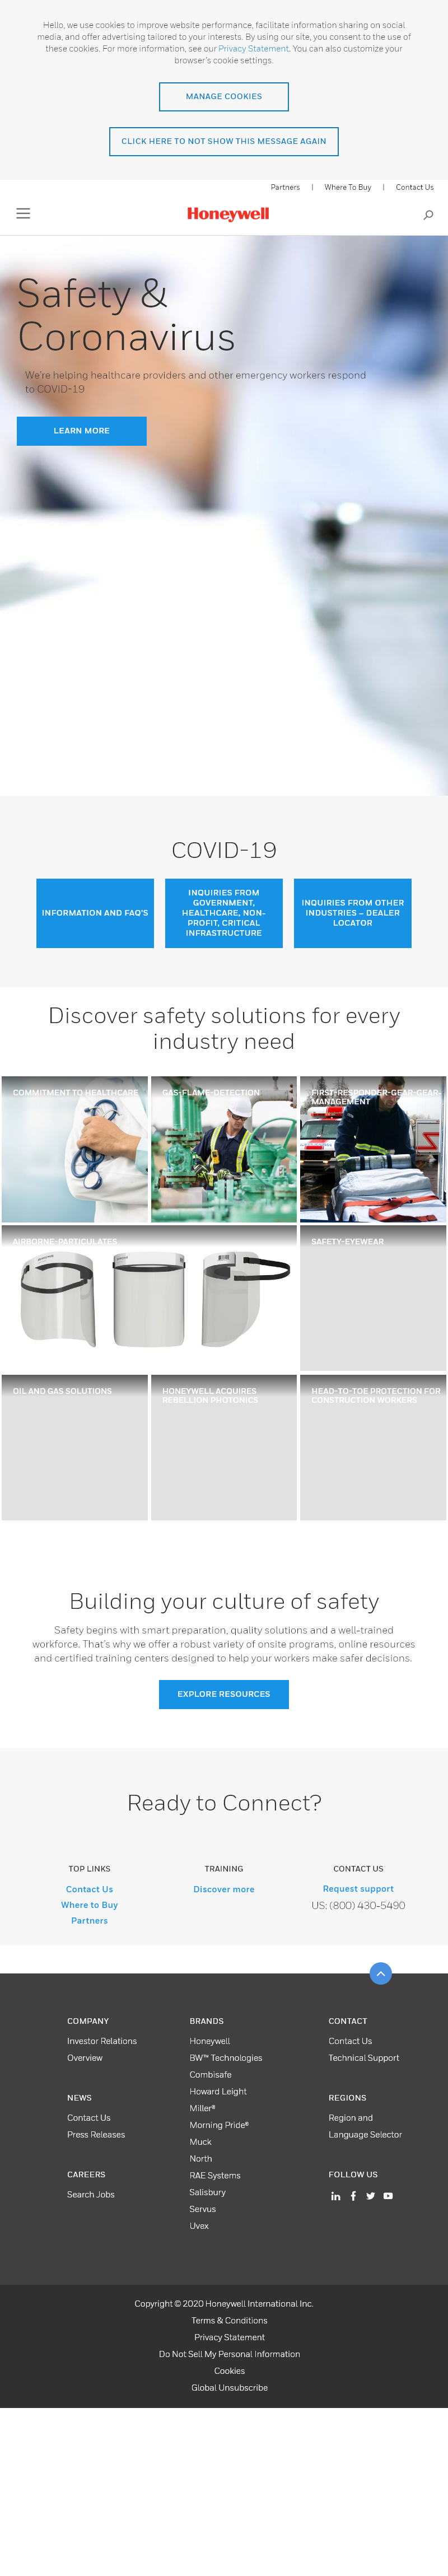 Hello, we use cookies to improve website performance, facilitate information sharing on social
media, and offer advertising tailored to your interests. By using our site, you consent to the use of
these cookies. For more information, see our Privacy Statement. You can also customize your
browser's cookie settings.
MANAGE COOKIES
CLICK HERE TO NOT SHOW THIS MESSAGE AGAIN
Partners | Where To Buy | Contact Us
Honeywell
Safety &
Coronavirus
We're helping healthcare providers and other emergency workers respond
to COVID-19
LEARN MORE
COVID-19
INFORMATION AND FAQ'S
INQUIRIES FROM
GOVERNMENT,
HEALTHCARE, NON-
PROFIT, CRITICAL
INFRASTRUCTURE
INQUIRIES FROM OTHER
INDUSTRIES – DEALER
LOCATOR
Discover safety solutions for every
industry need
COMMITMENT TO HEALTHCARE
GAS-FLAME-DETECTION
FIRST-RESPONDER-GEAR-GEAR-
MANAGEMENT
AIRBORNE-PARTICULATES
SAFETY-EYEWEAR
OIL AND GAS SOLUTIONS
HONEYWELL ACQUIRES
REBELLION PHOTONICS
HEAD-TO-TOE PROTECTION FOR
CONSTRUCTION WORKERS
Building your culture of safety
Safety begins with smart preparation, quality solutions and a well-trained
workforce. That's why we offer a robust variety of onsite programs, online resources
and certified training centers designed to help your workers make safer decisions.
EXPLORE RESOURCES
Ready to Connect?
TOP LINKS
Contact Us
Where to Buy
Partners
TRAINING
Discover more
CONTACT US
Request support
US: (800) 430-5490
COMPANY
Investor Relations
Overview
NEWS
Contact Us
Press Releases
CAREERS
Search Jobs
BRANDS
Honeywell
BW™ Technologies
Combisafe
Howard Leight
Miller®
Morning Pride®
Muck
North
RAE Systems
Salisbury
Servus
Uvex
CONTACT
Contact Us
Technical Support
REGIONS
Region and
Language Selector
FOLLOW US
Copyright © 2020 Honeywell International Inc.
Terms & Conditions
Privacy Statement
Do Not Sell My Personal Information
Cookies
Global Unsubscribe